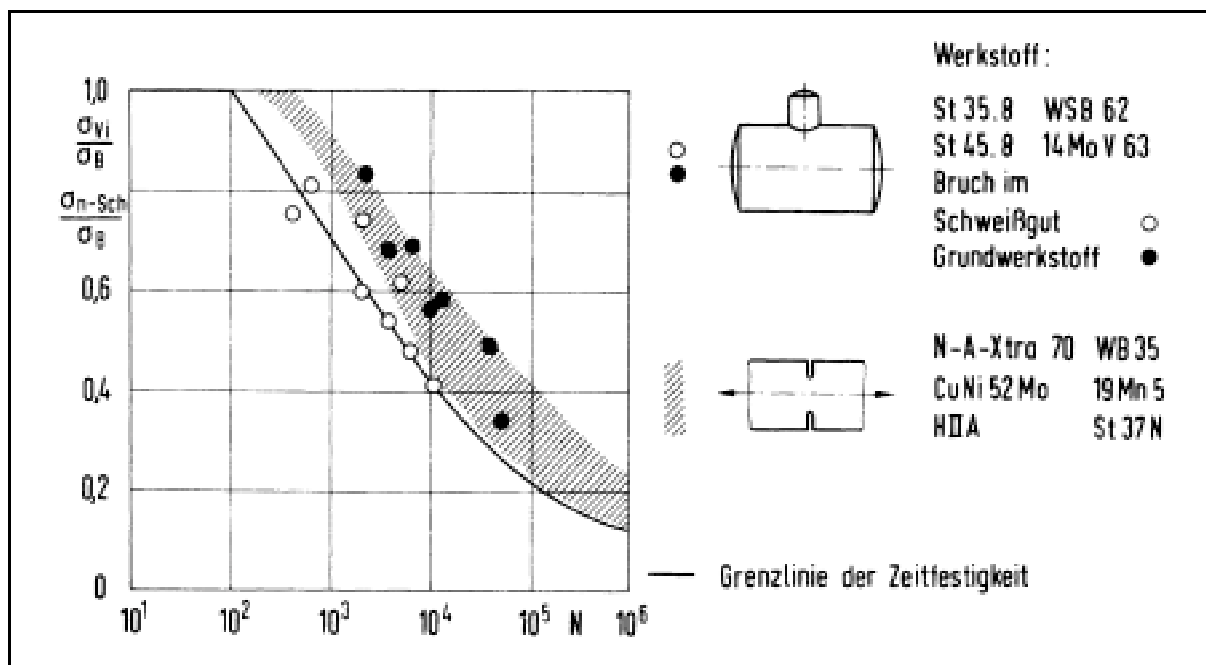 1,0
σVi
σB
σn-Sch
σB
0,6
0,4
0,2
0
10¹ 10² 10³ 10⁴ N 10⁵ 10⁶
Werkstoff:
St 35.8 WSB 62
St 45.8 14 MoV 63
Bruch im
Schweißgut
Grundwerkstoff
N-A-Xtra 70 WB 35
CuNi 52 Mo 19 Mn 5
HⅡA St 37 N
Grenzlinie der Zeitfestigkeit